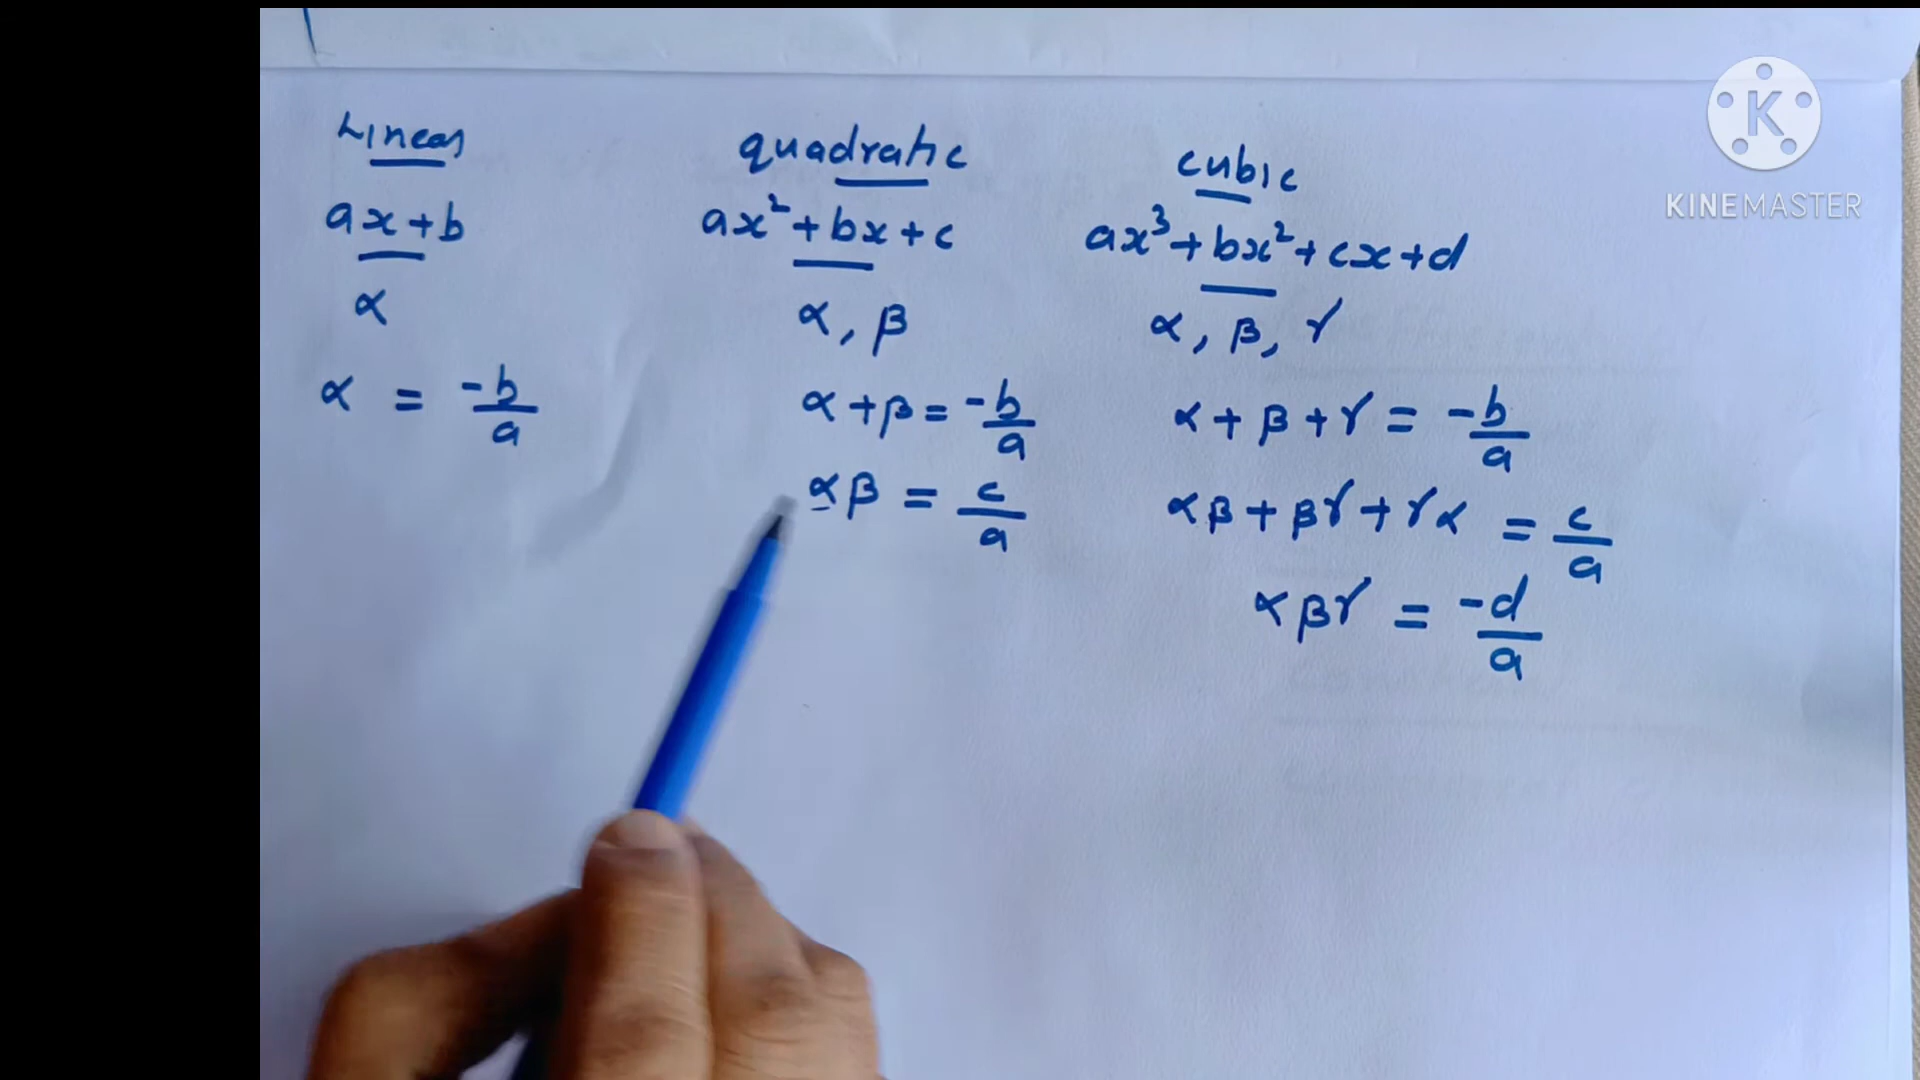 Linear
ax+b
α
α = -b/a
quadratic
ax²+bx+c
α, β
α+β = -b/a
αβ = c/a
cubic
ax³+bx²+cx+d
α, β, γ
α+β+γ = -b/a
αβ+βγ+γα = c/a
αβγ = -d/a
K
KINEMASTER